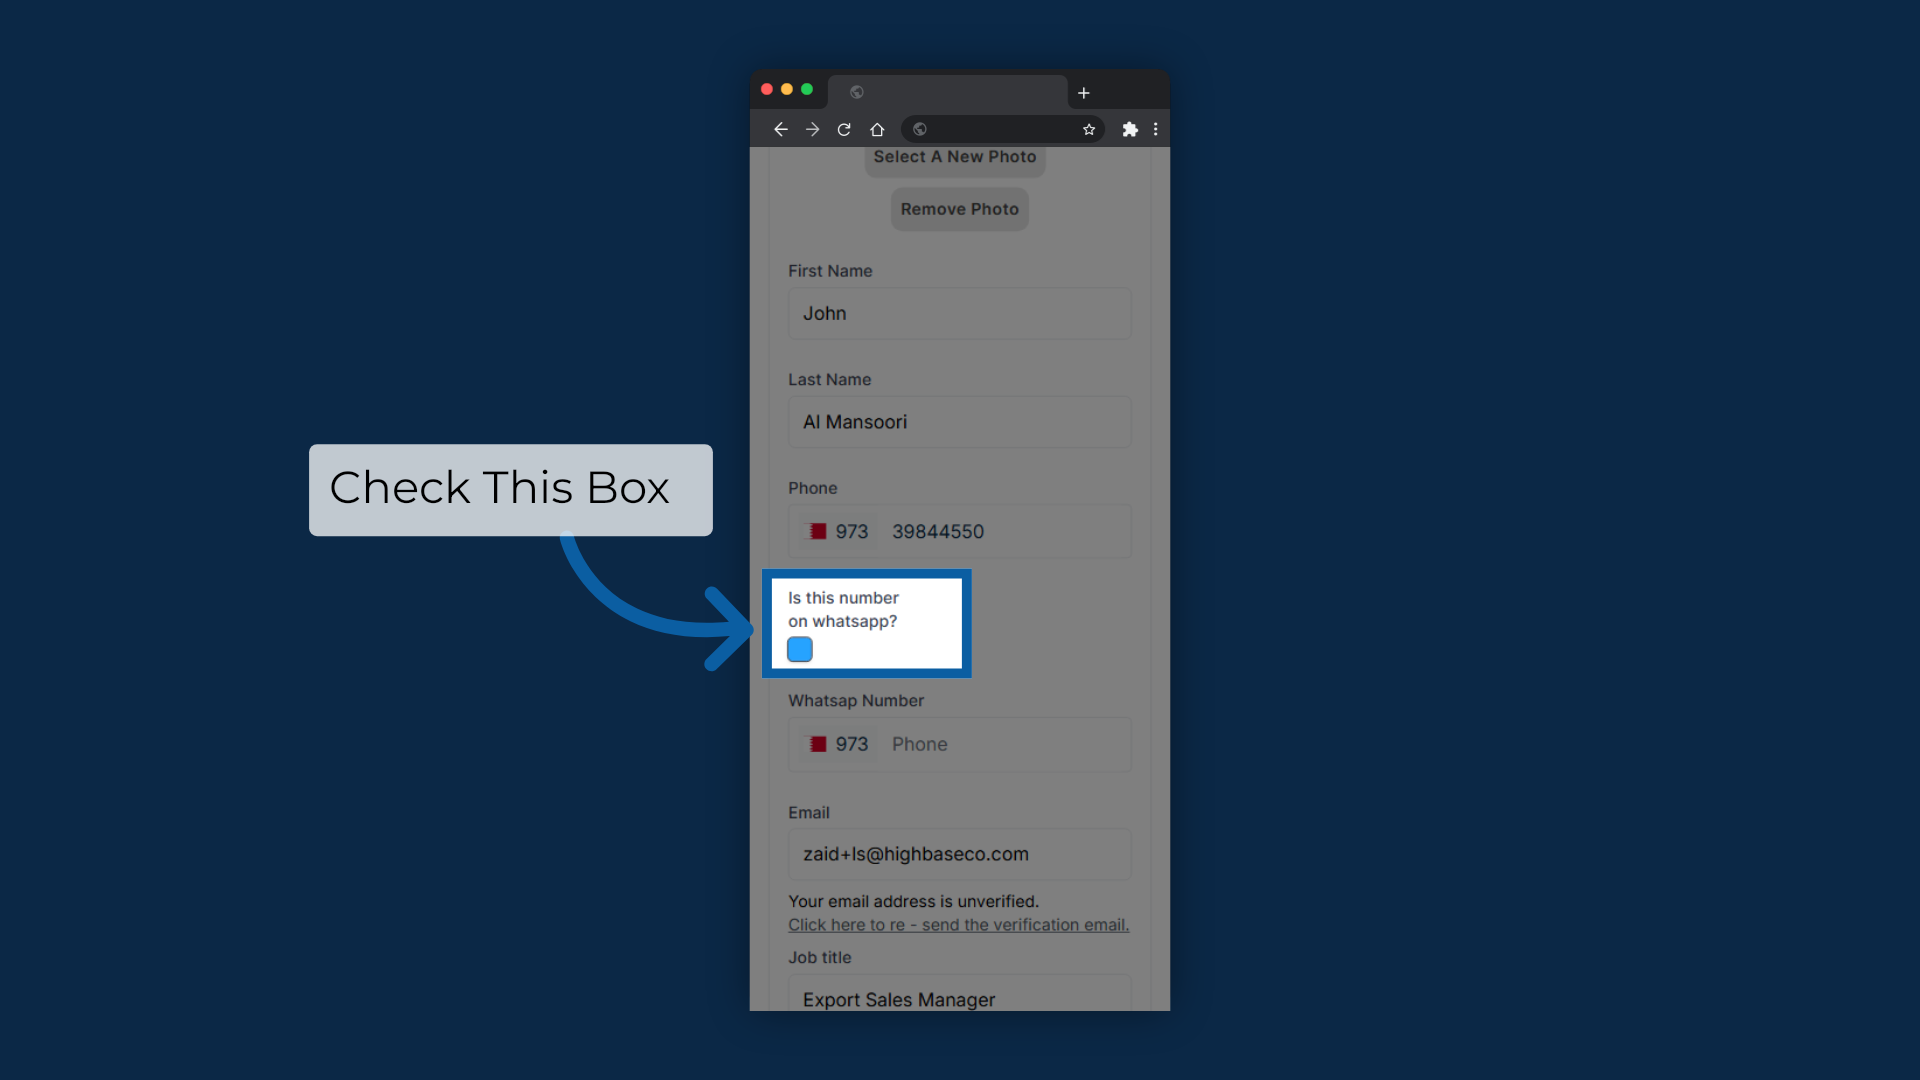 Select A New Photo
Remove Photo
First Name
John
Last Name
Al Mansoori
Check This Box
Phone
973 39844550
Is this number
on whatsapp?
Whatsap Number
973 Phone
Email
zaid+ls@highbaseco.com
Your email address is unverified.
Click here to re - send the verification email.
Job title
Export Sales Manager